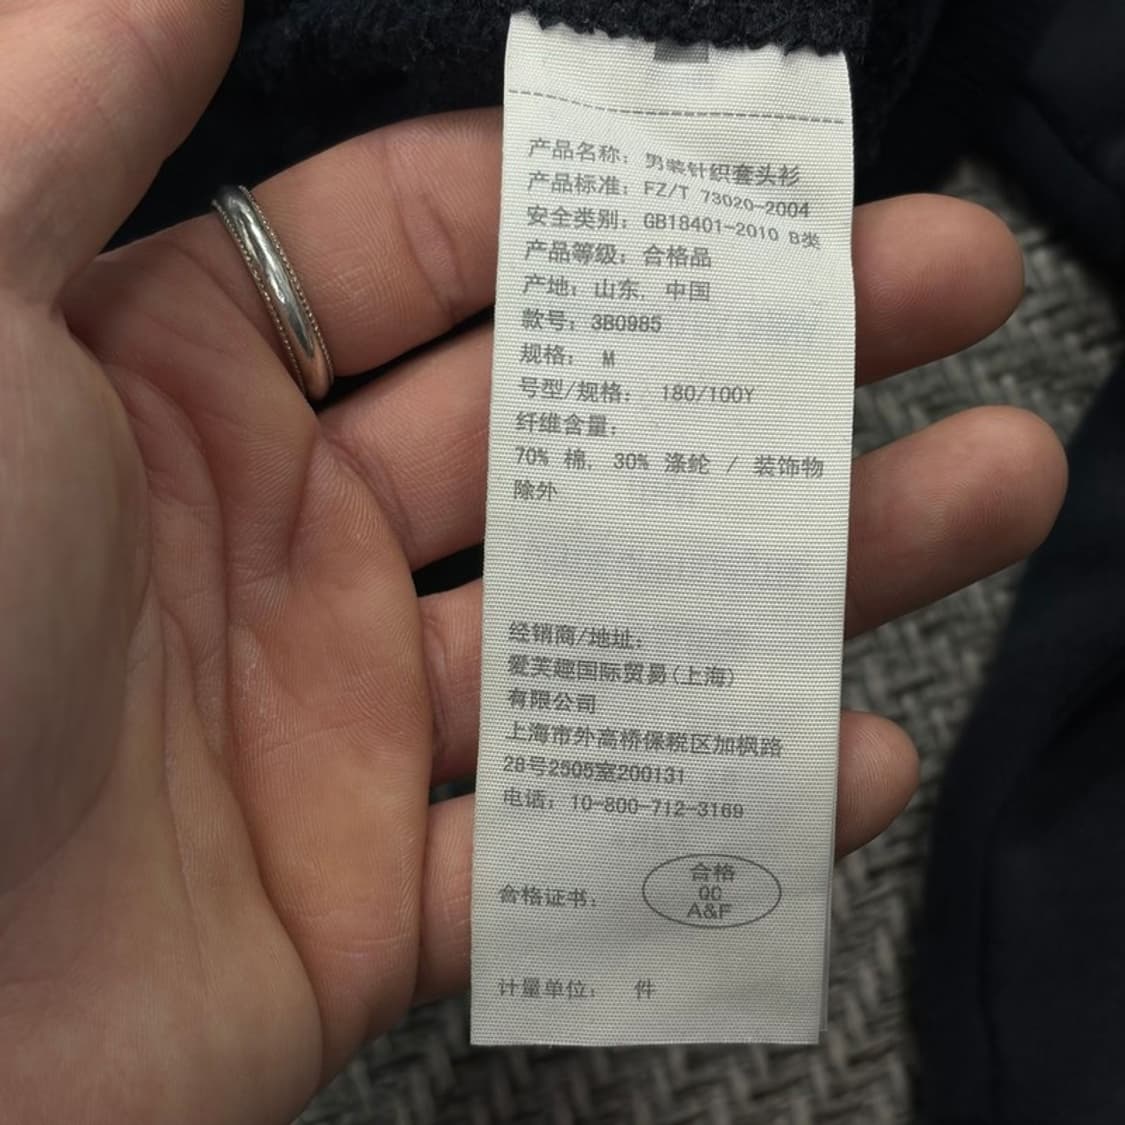 产品名称：男装针织套头衫
产品标准：FZ/T 73020-2004
安全类别：GB18401-2010 B类
产品等级：合格品
产地：山东, 中国
款号：3B0985
规格： M
号型/规格： 180/100Y
纤维含量：
70% 棉, 30% 涤纶 / 装饰物
除外
经销商/地址：
爱芙趣国际贸易(上海)
有限公司
上海市外高桥保税区加枫路
28号2505室200131
电话：10-800-712-3169
合格证书：
合格
QC
A&F
计量单位： 件